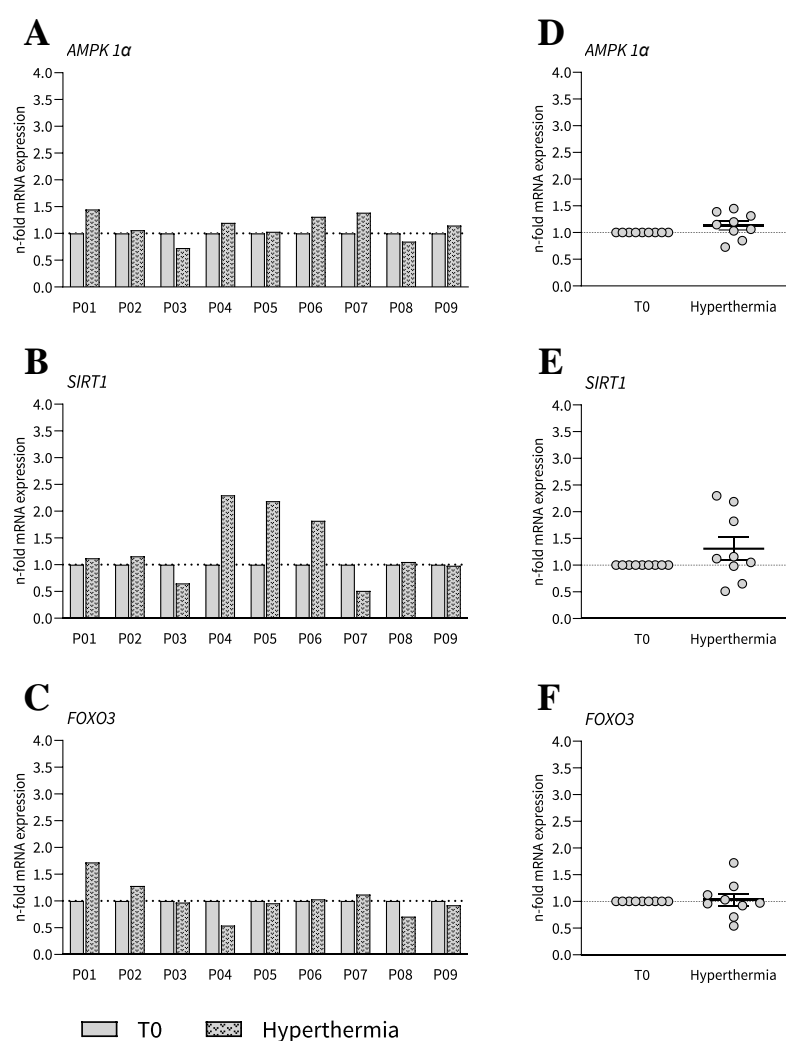 A
AMPK 1α
n-fold mRNA expression
4.0
3.5
3.0
2.5
2.0
1.5
1.0
0.5
0.0
P01 P02 P03 P04 P05 P06 P07 P08 P09
D
AMPK 1α
n-fold mRNA expression
4.0
3.5
3.0
2.5
2.0
1.5
1.0
0.5
0.0
T0 Hyperthermia
B
SIRT1
n-fold mRNA expression
4.0
3.5
3.0
2.5
2.0
1.5
1.0
0.5
0.0
P01 P02 P03 P04 P05 P06 P07 P08 P09
E
SIRT1
n-fold mRNA expression
4.0
3.5
3.0
2.5
2.0
1.5
1.0
0.5
0.0
T0 Hyperthermia
C
FOXO3
n-fold mRNA expression
4.0
3.5
3.0
2.5
2.0
1.5
1.0
0.5
0.0
P01 P02 P03 P04 P05 P06 P07 P08 P09
F
FOXO3
n-fold mRNA expression
4.0
3.5
3.0
2.5
2.0
1.5
1.0
0.5
0.0
T0 Hyperthermia
T0 Hyperthermia